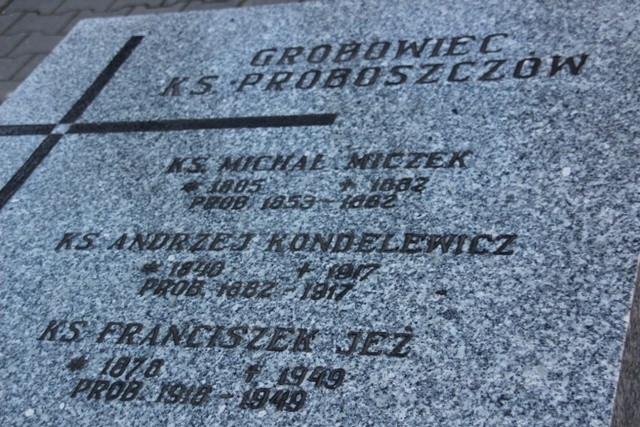 GROBOWIEC
KS. PROBOSZCZÓW
KS. MICHAŁ MICZEK
* 1805 + 1882
PROB. 1853-1882
KS. ANDRZEJ KONDELEWICZ
* 1840 + 1917
PROB. 1882-1917
KS. FRANCISZEK JEŻ
* 1878 + 1949
PROB. 1918-1949